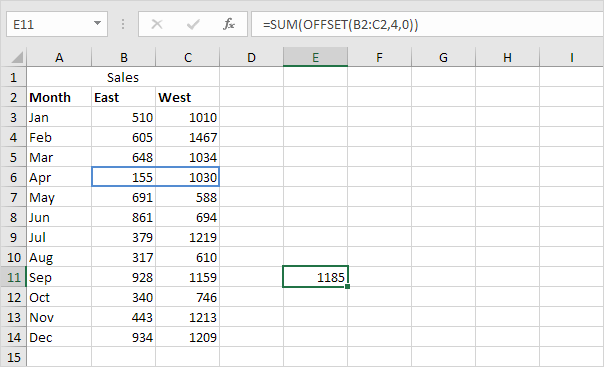 E11 fx =SUM(OFFSET(B2:C2,4,0))
A B C D E F G H I
1 Sales
2 Month East West
3 Jan 510 1010
4 Feb 605 1467
5 Mar 648 1034
6 Apr 155 1030
7 May 691 588
8 Jun 861 694
9 Jul 379 1219
10 Aug 317 610
11 Sep 928 1159 1185
12 Oct 340 746
13 Nov 443 1213
14 Dec 934 1209
15